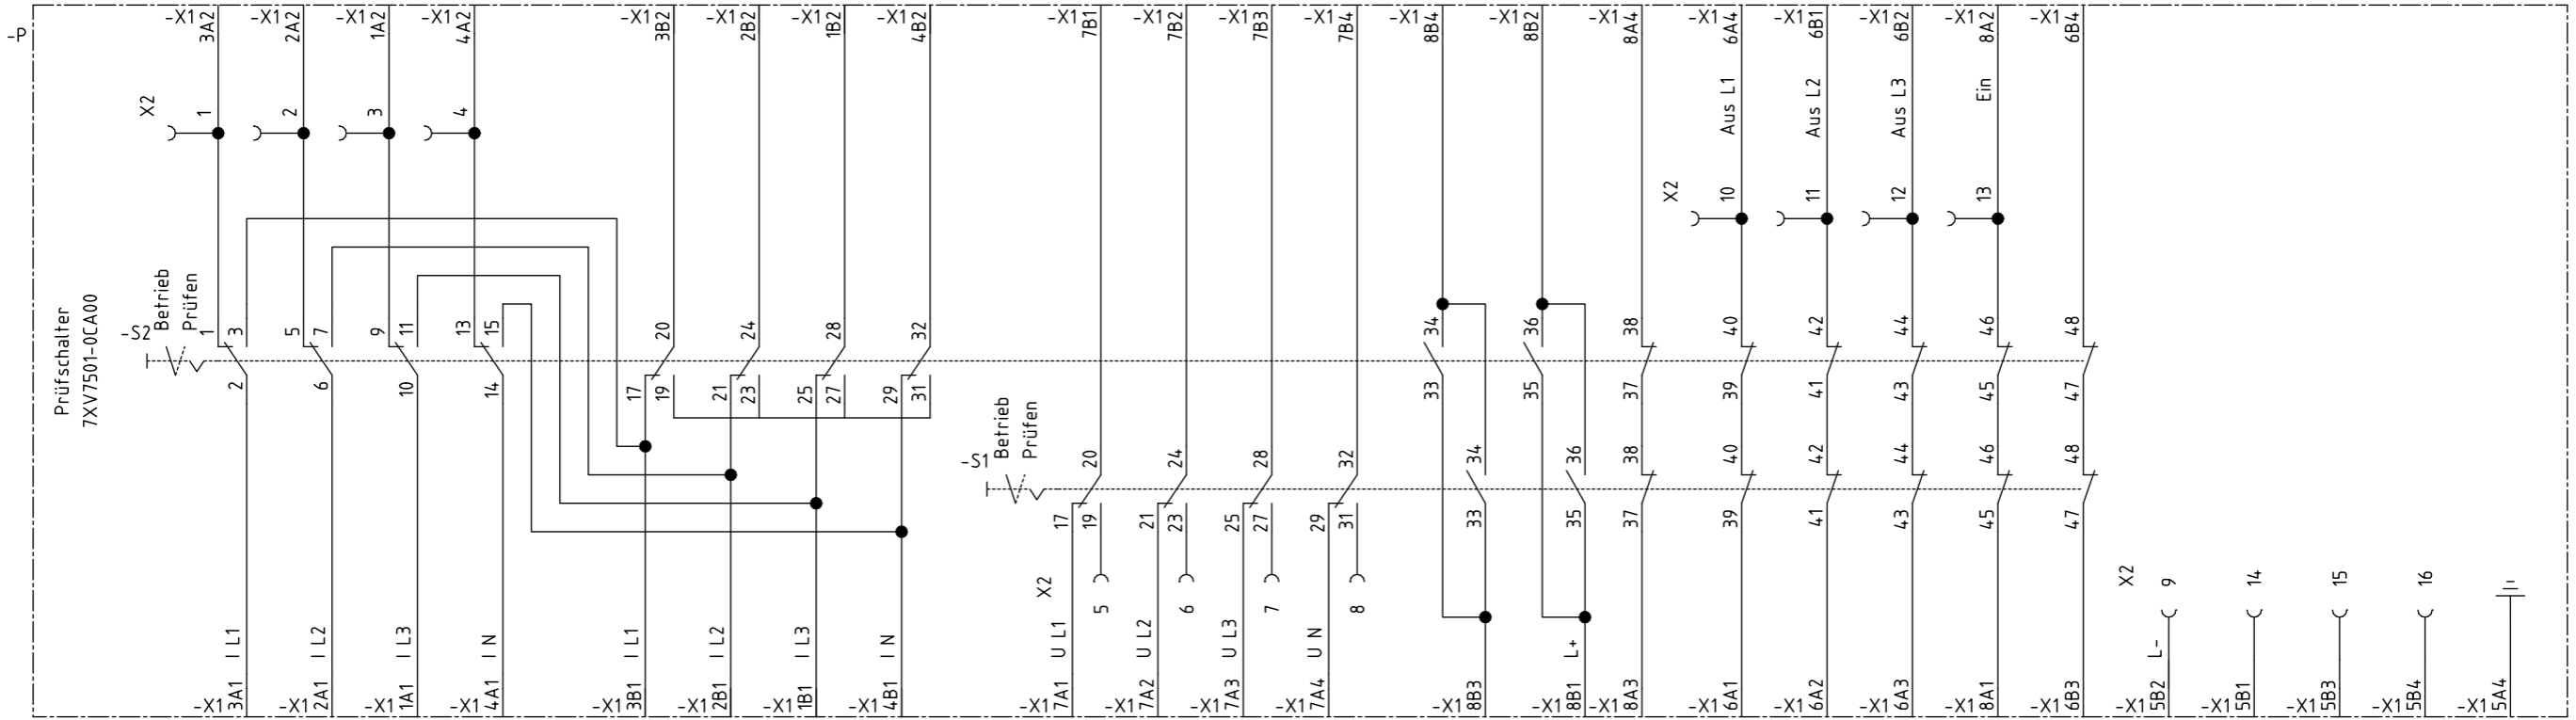 -P
-X1 3A2
-X1 2A2
-X1 1A2
-X1 4A2
-X1 3B2
-X1 2B2
-X1 1B2
-X1 4B2
-X1 7B1
-X1 7B2
-X1 7B3
-X1 7B4
-X1 8B4
-X1 8B2
-X1 8A4
-X1 6A4
-X1 6B1
-X1 6B2
-X1 8A2
-X1 6B4
Aus L1
Aus L2
Aus L3
Ein
X2
1
2
3
4
X2
10
11
12
13
Prüfschalter
7XV7501-0CA00
-S2
Betrieb
Prüfen
1
3
5
7
9
11
13
15
20
24
28
32
34
36
38
40
42
44
46
48
2
6
10
14
17
19
21
23
25
27
29
31
33
35
37
39
41
43
45
47
-S1
Betrieb
Prüfen
20
24
28
32
34
36
38
40
42
44
46
48
17
19
21
23
25
27
29
31
33
35
37
39
41
43
45
47
X2
5
6
7
8
X2
9
14
15
16
I L1
I L2
I L3
I N
I L1
I L2
I L3
I N
U L1
U L2
U L3
U N
L+
L-
-X1 3A1
-X1 2A1
-X1 1A1
-X1 4A1
-X1 3B1
-X1 2B1
-X1 1B1
-X1 4B1
-X1 7A1
-X1 7A2
-X1 7A3
-X1 7A4
-X1 8B3
-X1 8B1
-X1 8A3
-X1 6A1
-X1 6A2
-X1 6A3
-X1 8A1
-X1 6B3
-X1 5B2
-X1 5B1
-X1 5B3
-X1 5B4
-X1 5A4